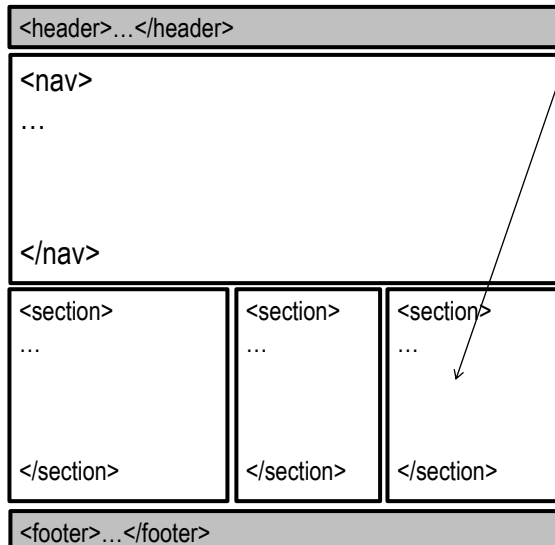 <header>…</header>
<nav>
…
</nav>
<section>
…
</section>
<section>
…
</section>
<section>
…
</section>
<footer>…</footer>